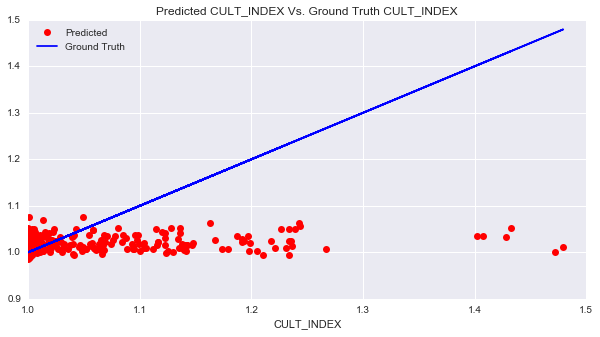 Predicted CULT_INDEX Vs. Ground Truth CULT_INDEX
1.5
Predicted
Ground Truth
1.4
1.3
1.2
1.1
1.0
0.9
1.0 1.1 1.2 1.3 1.4 1.5
CULT_INDEX